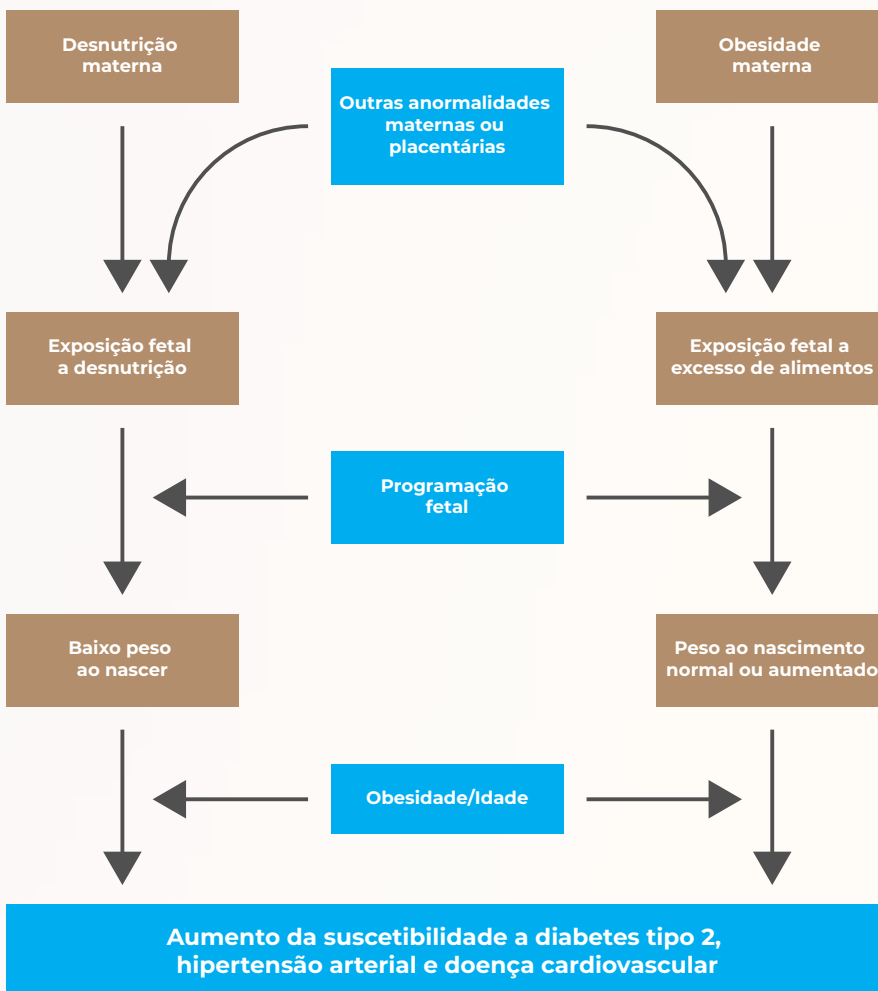 Desnutrição
materna
Obesidade
materna
Outras anormalidades
maternas ou
placentárias
Exposição fetal
a desnutrição
Exposição fetal a
excesso de alimentos
Programação
fetal
Baixo peso
ao nascer
Peso ao nascimento
normal ou aumentado
Obesidade/Idade
Aumento da suscetibilidade a diabetes tipo 2,
hipertensão arterial e doença cardiovascular